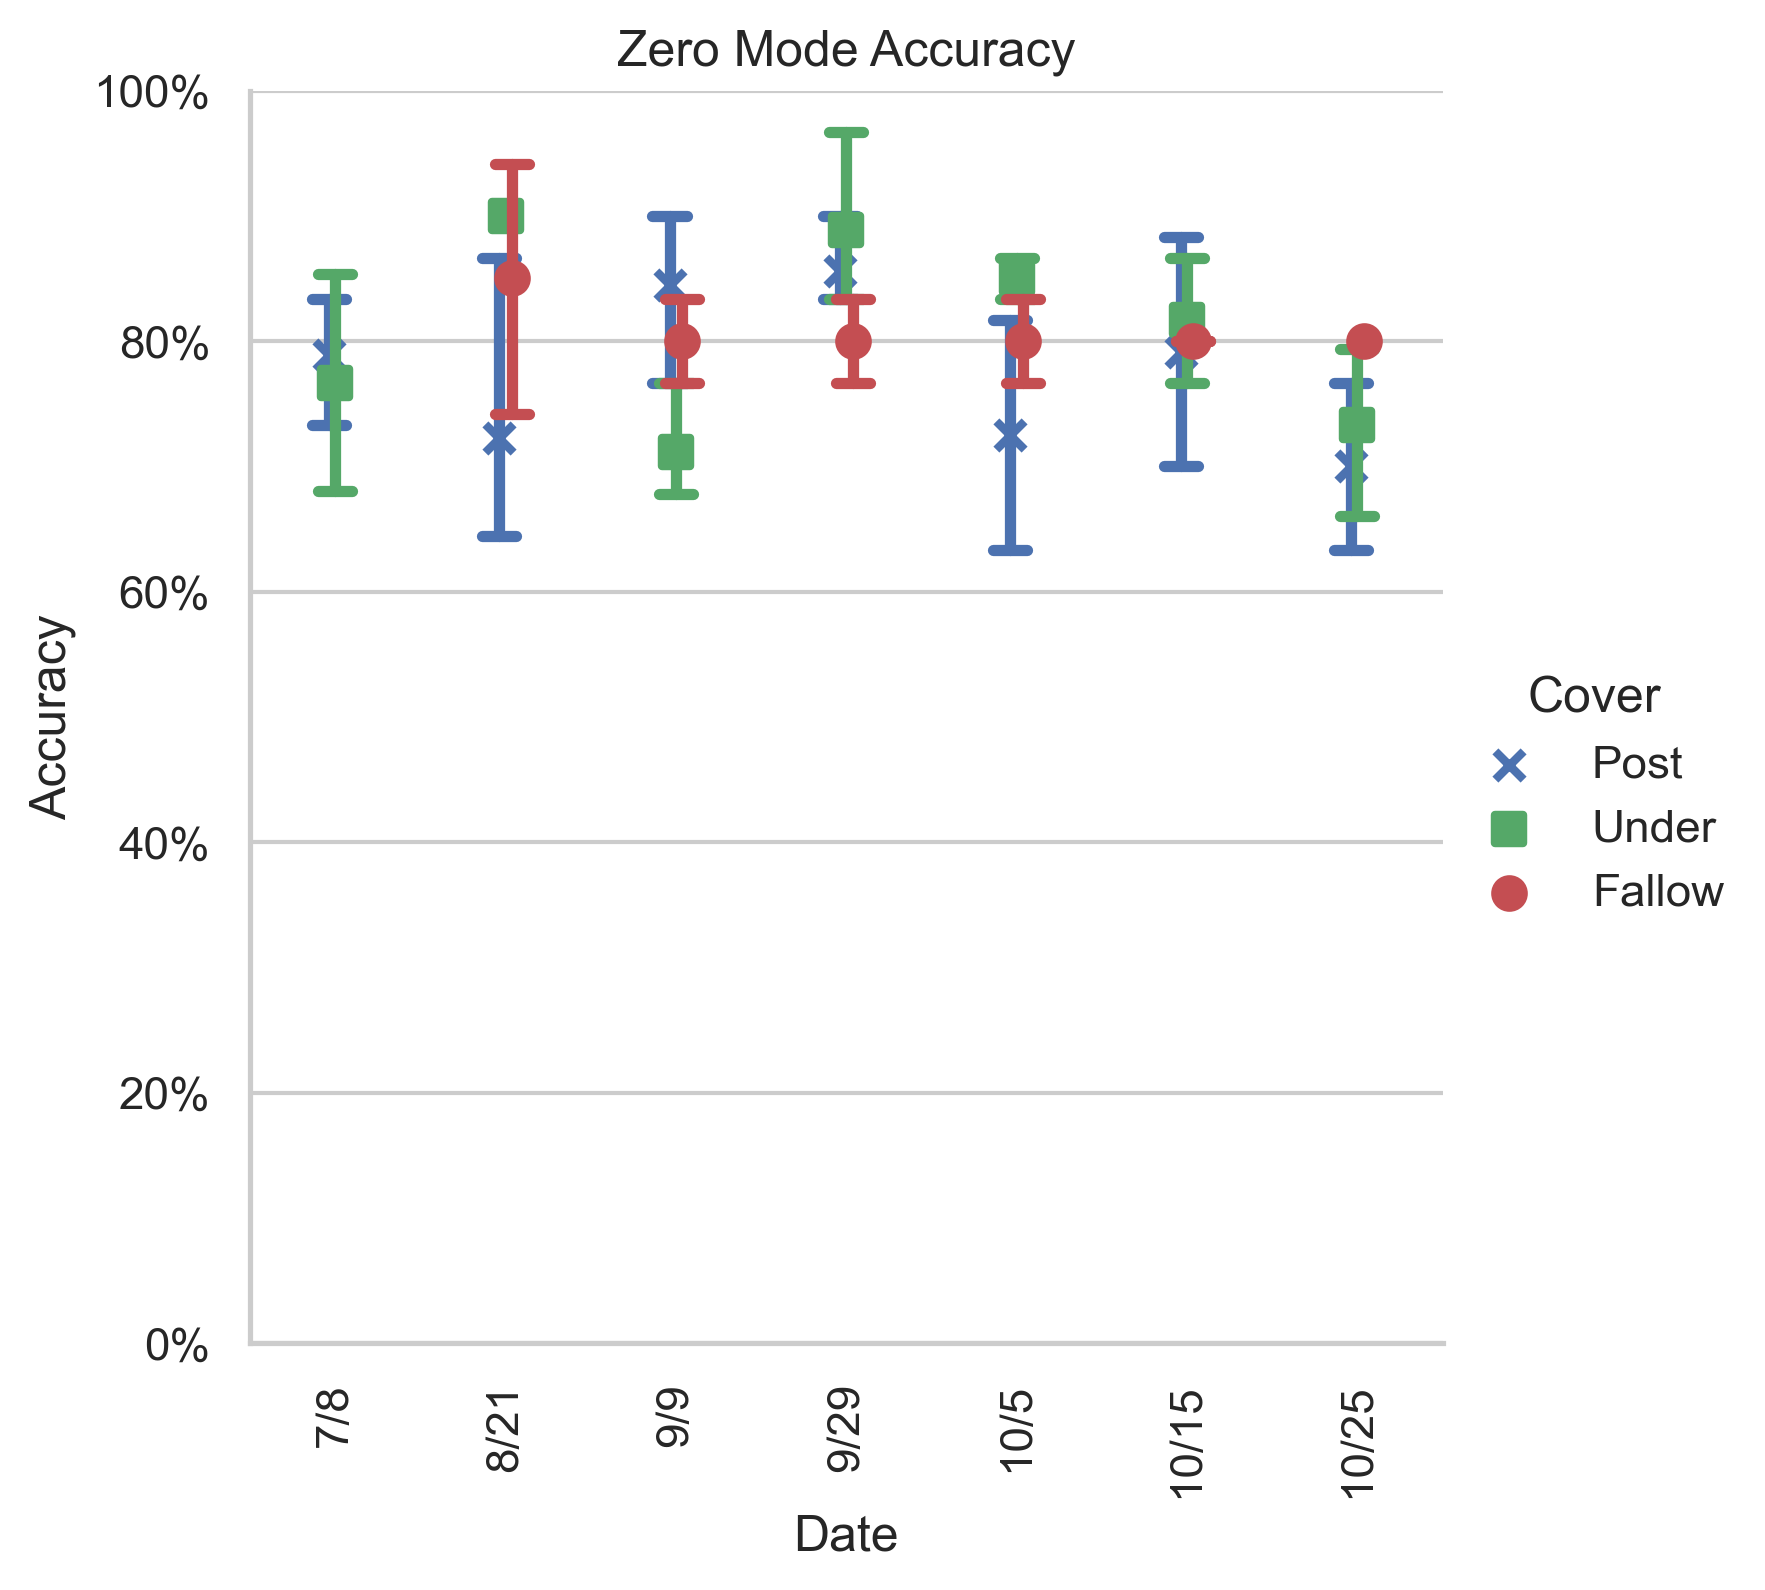 Zero Mode Accuracy
100%
80%
60%
40%
20%
0%
Accuracy
7/8
8/21
9/9
9/29
10/5
10/15
10/25
Date
Cover
Post
Under
Fallow